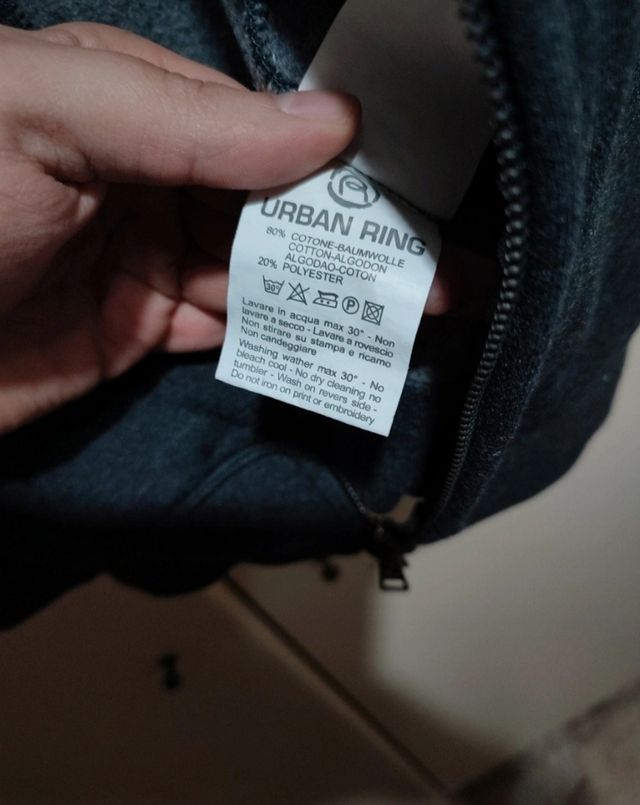 URBAN RING
80% COTONE-BAUMWOLLE
COTTON-ALGODON
ALGODAO-COTON
20% POLYESTER
30°
P
Lavare in acqua max 30° - Non
lavare a secco - Lavare a rovescio
Non stirare su stampa e ricamo
Non candeggiare
Washing wather max 30° - No
bleach cool - No dry cleaning no
tumbler - Wash on revers side -
Do not iron on print or embroidery